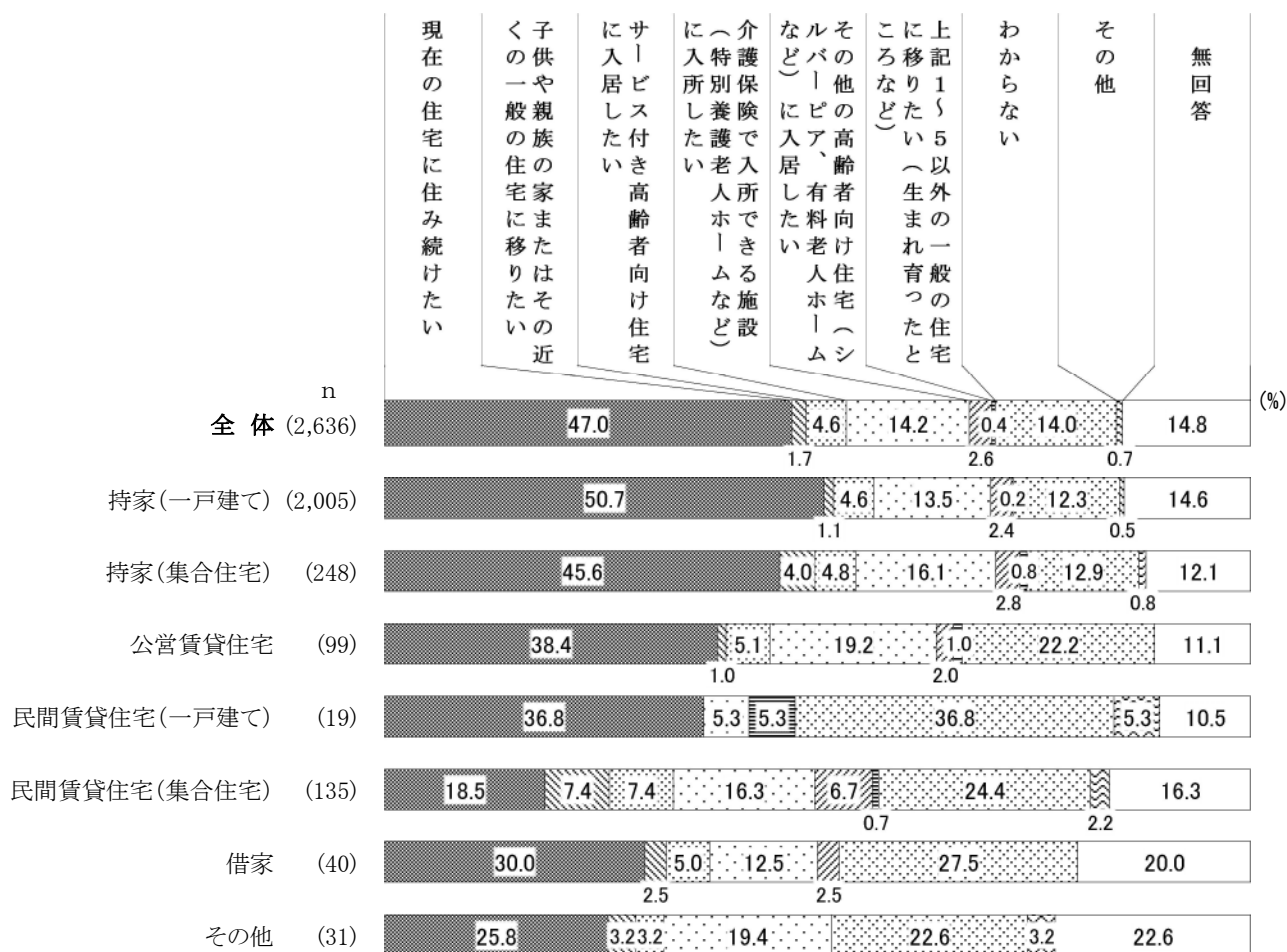 現在の住宅に住み続けたい
子供や親族の家またはその近
くの一般の住宅に移りたい
サービス付き高齢者向け住宅
に入居したい
介護保険で入所できる施設
（特別養護老人ホームなど）
に入所したい
その他の高齢者向け住宅（シ
ルバーピア、有料老人ホーム
など）に入居したい
上記1～5以外の一般の住宅
に移りたい（生まれ育ったと
ころなど）
わからない
その他
無回答
n
(%)
全 体 (2,636) 47.0 4.6 14.2 0.4 14.0 14.8
1.7 2.6 0.7
持家(一戸建て) (2,005) 50.7 4.6 13.5 0.2 12.3 14.6
1.1 2.4 0.5
持家(集合住宅) (248) 45.6 4.0 4.8 16.1 0.8 12.9 12.1
2.8 0.8
公営賃貸住宅 (99) 38.4 5.1 19.2 1.0 22.2 11.1
1.0 2.0
民間賃貸住宅(一戸建て) (19) 36.8 5.3 5.3 36.8 5.3 10.5
民間賃貸住宅(集合住宅) (135) 18.5 7.4 7.4 16.3 6.7 24.4 16.3
0.7 2.2
借家 (40) 30.0 5.0 12.5 27.5 20.0
2.5 2.5
その他 (31) 25.8 3.2 3.2 19.4 22.6 3.2 22.6